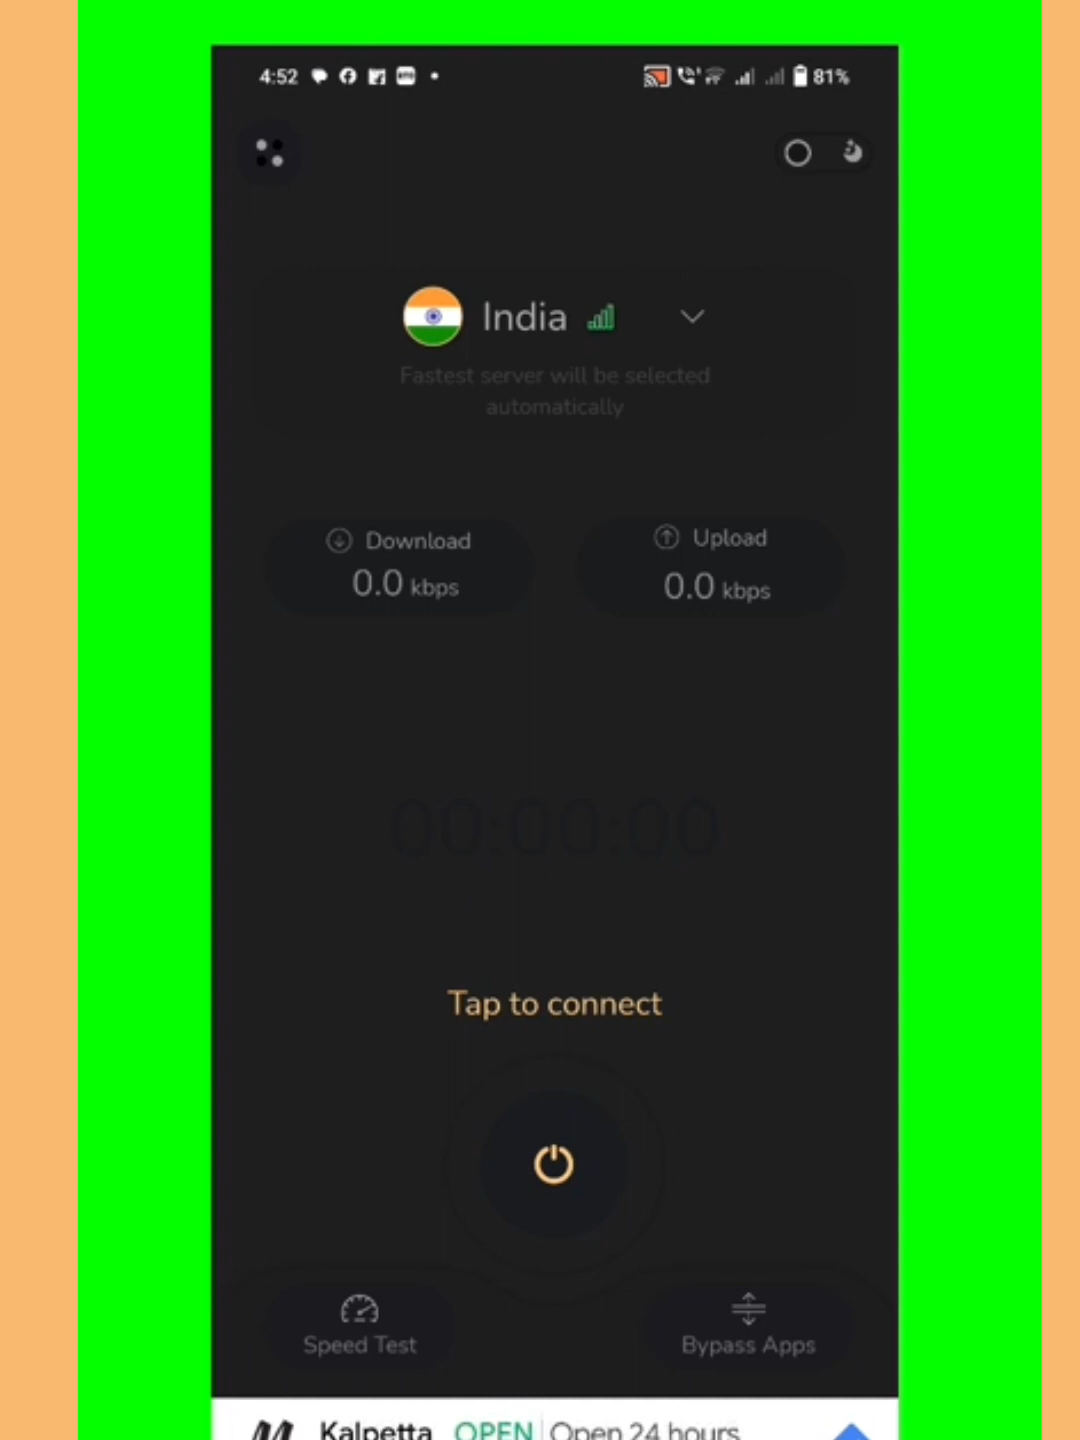 4:52
81%
India
Fastest server will be selected
automatically
Download
0.0 kbps
Upload
0.0 kbps
00:00:00
Tap to connect
Speed Test
Bypass Apps
Kalpetta OPEN Open 24 hours